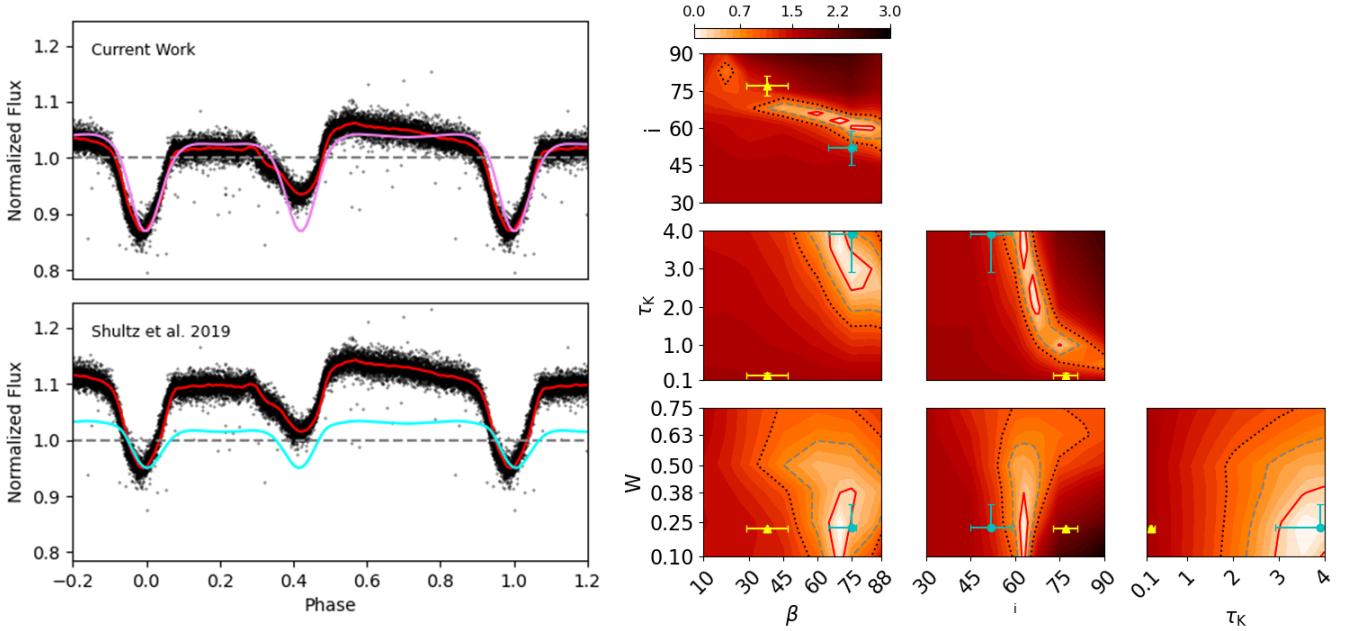 Current Work
Normalized Flux
1.2
1.1
1.0
0.9
0.8
Shultz et al. 2019
Normalized Flux
1.2
1.1
1.0
0.9
0.8
−0.2 0.0 0.2 0.4 0.6 0.8 1.0 1.2
Phase
0.0 0.7 1.5 2.2 3.0
i
90
75
60
45
30
τK
4.0
3.0
2.0
1.0
0.1
W
0.75
0.63
0.50
0.38
0.25
0.10
10 30 45 60 75 88
β
30 45 60 75 90
i
0.1 1 2 3 4
τK